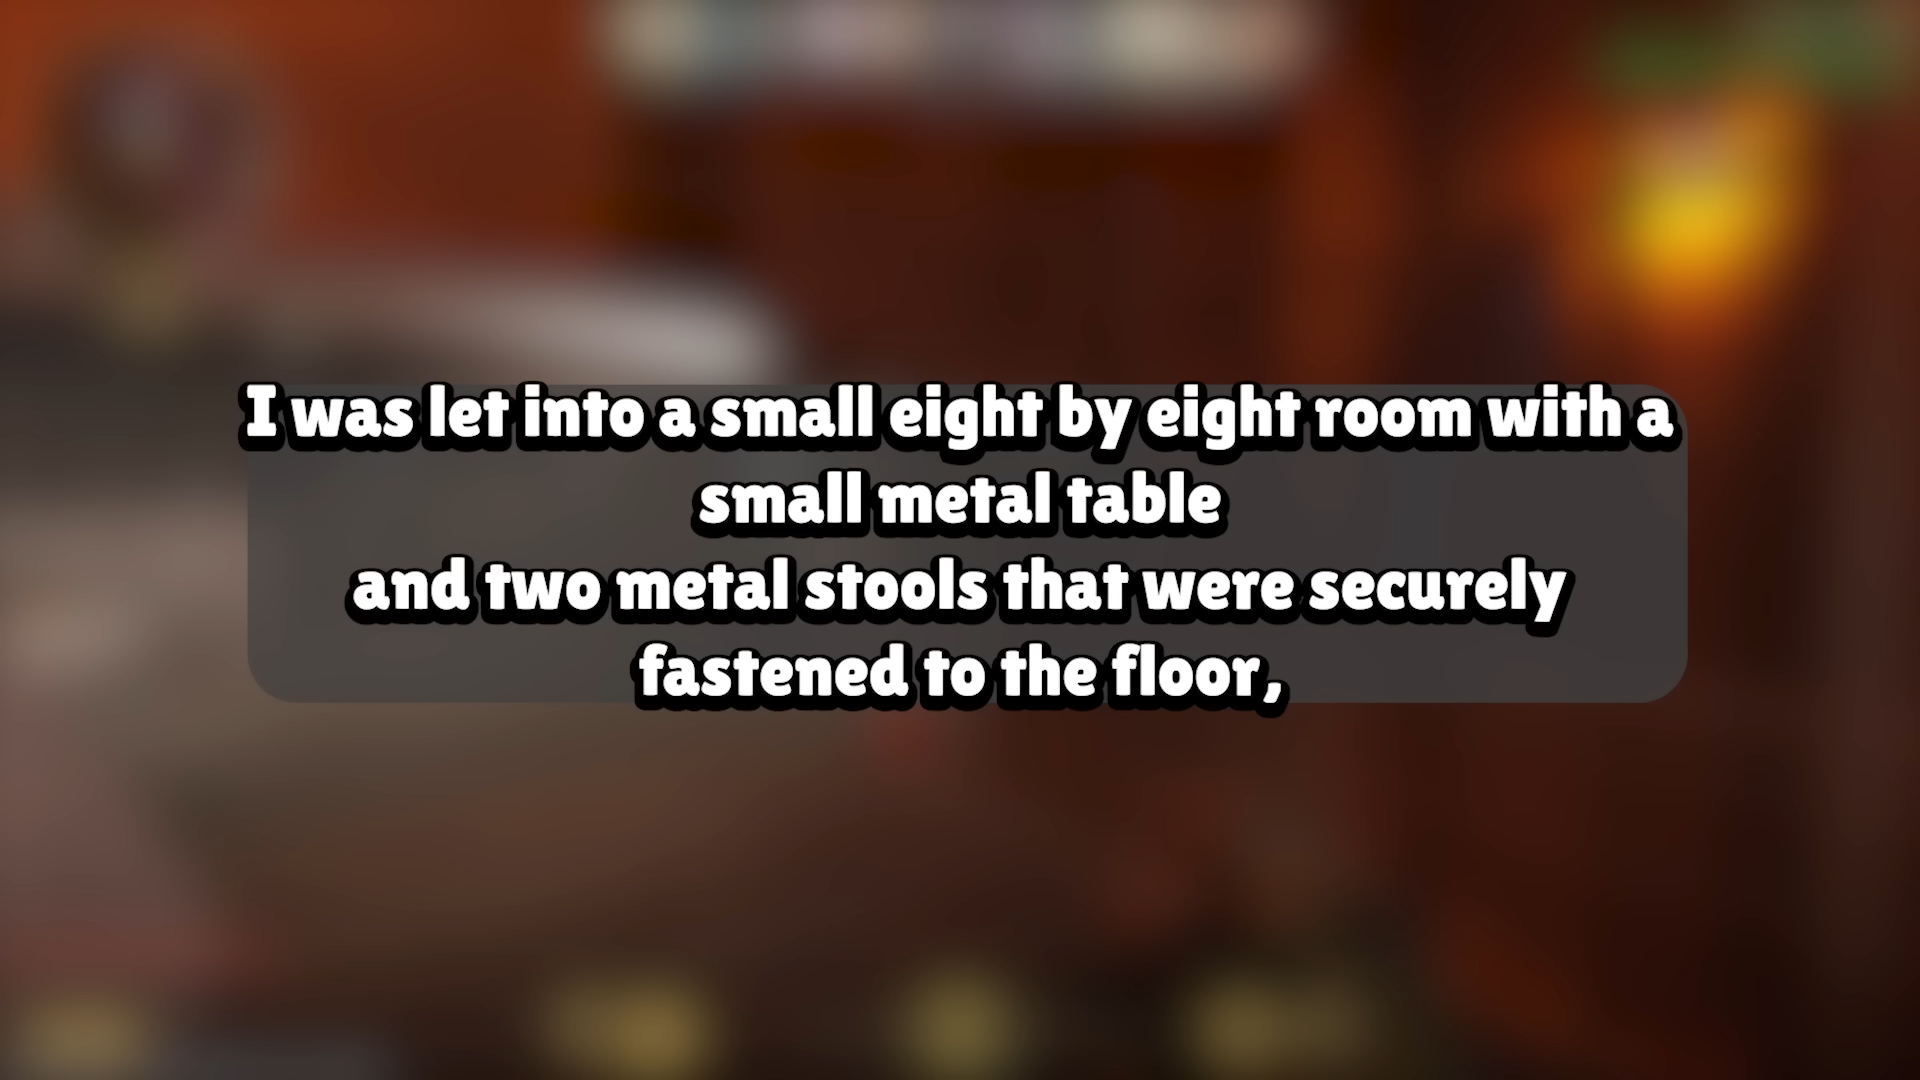 I was let into a small eight by eight room with a
small metal table
and two metal stools that were securely
fastened to the floor,